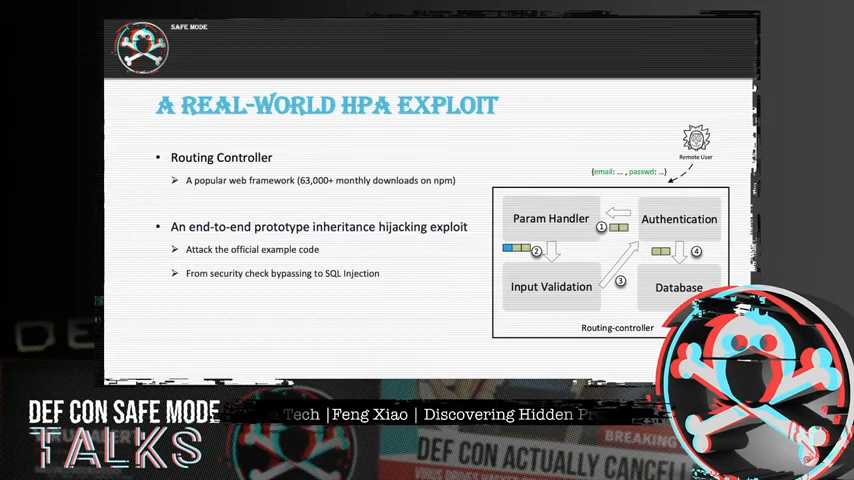 SAFE MODE
A REAL-WORLD HPA EXPLOIT
• Routing Controller
➢ A popular web framework (63,000+ monthly downloads on npm)
• An end-to-end prototype inheritance hijacking exploit
➢ Attack the official example code
➢ From security check bypassing to SQL Injection
Remote User
{email: ... , passwd: ...}
Param Handler
Authentication
1
2
4
3
Input Validation
Database
Routing-controller
DEF CON SAFE MODE
TALKS
Tech |Feng Xiao | Discovering Hidden
BREAKING
DEF CON ACTUALLY